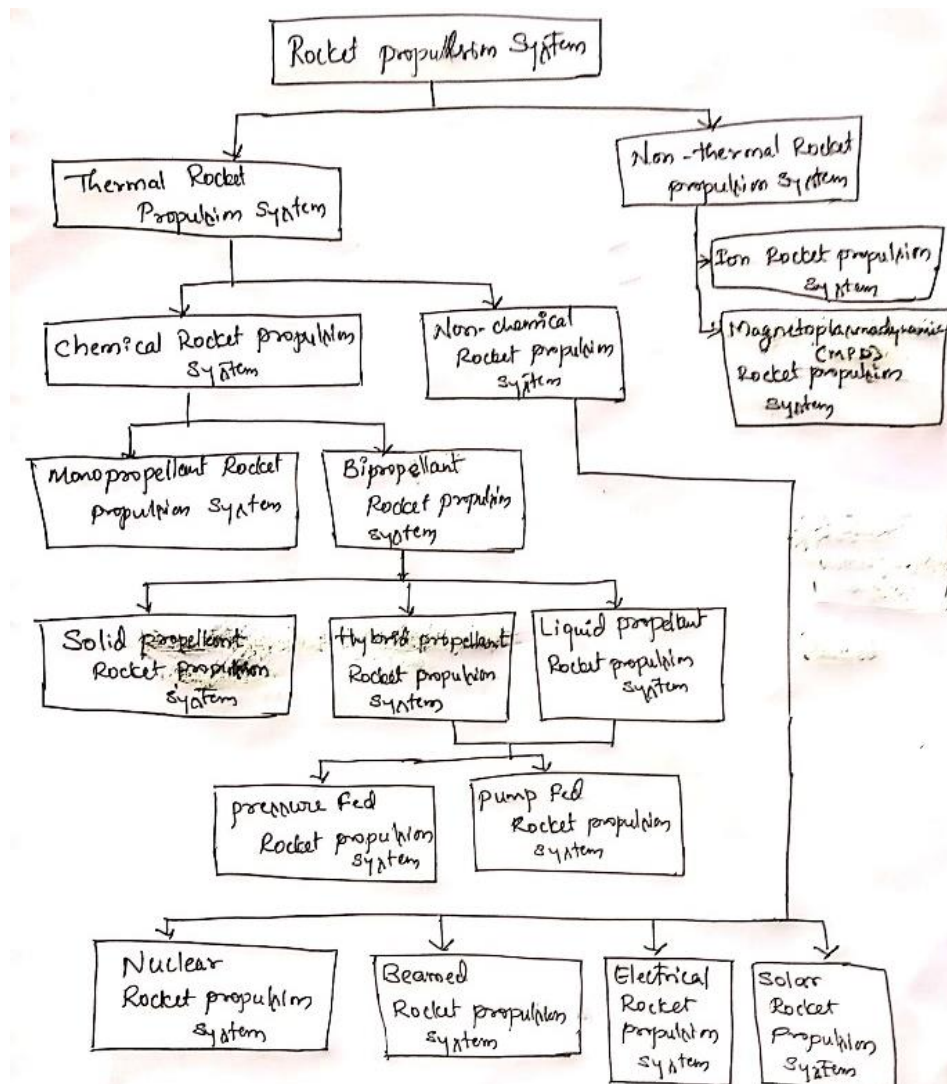 Rocket propulsion System
Thermal Rocket
Propulsion System
Non-thermal Rocket
propulsion System
Ion Rocket propulsion
System
Magnetoplasmadynamic
(MPD)
Rocket propulsion
System
Chemical Rocket propulsion
System
Non-chemical
Rocket propulsion
System
Monopropellant Rocket
propulsion System
Bipropellant
Rocket propulsion
System
Solid propellant
Rocket propulsion
System
Hybrid propellant
Rocket propulsion
System
Liquid propellant
Rocket propulsion
System
pressure fed
Rocket propulsion
System
pump fed
Rocket propulsion
System
Nuclear
Rocket propulsion
System
Beamed
Rocket propulsion
System
Electrical
Rocket
propulsion
System
Solar
Rocket
Propulsion
System